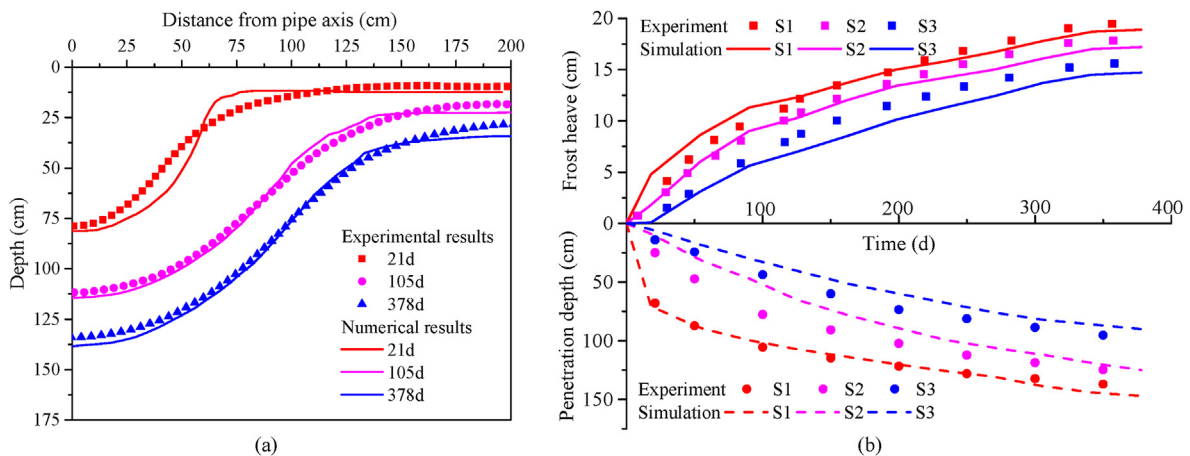 Distance from pipe axis (cm)
0 25 50 75 100 125 150 175 200
0
25
50
75
100
125
150
175
Depth (cm)
Experimental results
21d
105d
378d
Numerical results
21d
105d
378d
(a)
20
15
10
5
0
Frost heave (cm)
Experiment S1 S2 S3
Simulation S1 S2 S3
100 200 300 400
Time (d)
0
50
100
150
Penetration depth (cm)
Experiment S1 S2 S3
Simulation S1 S2 S3
(b)